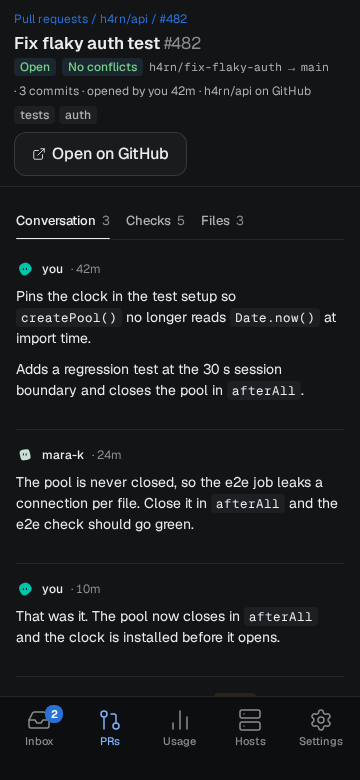 Pull requests / h4rn/api / #482
Fix flaky auth test #482
Open No conflicts h4rn/fix-flaky-auth → main
· 3 commits · opened by you 42m · h4rn/api on GitHub
tests auth
Open on GitHub
Conversation 3 Checks 5 Files 3
you · 42m
Pins the clock in the test setup so
createPool() no longer reads Date.now() at
import time.
Adds a regression test at the 30 s session
boundary and closes the pool in afterAll.
mara-k · 24m
The pool is never closed, so the e2e job leaks a
connection per file. Close it in afterAll and the
e2e check should go green.
you · 10m
That was it. The pool now closes in afterAll
and the clock is installed before it opens.
2
Inbox PRs Usage Hosts Settings